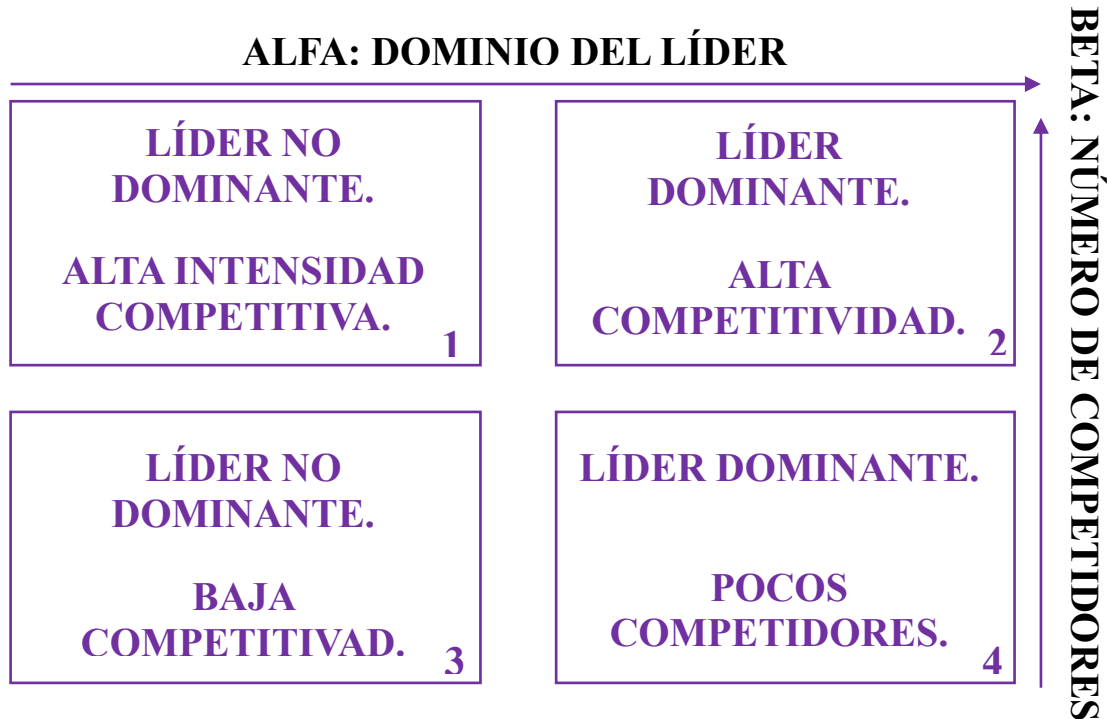 ALFA: DOMINIO DEL LÍDER
BETA: NÚMERO DE COMPETIDORES
LÍDER NO
DOMINANTE.
ALTA INTENSIDAD
COMPETITIVA.
1
LÍDER
DOMINANTE.
ALTA
COMPETITIVIDAD.
2
LÍDER NO
DOMINANTE.
BAJA
COMPETITIVAD.
3
LÍDER DOMINANTE.
POCOS
COMPETIDORES.
4